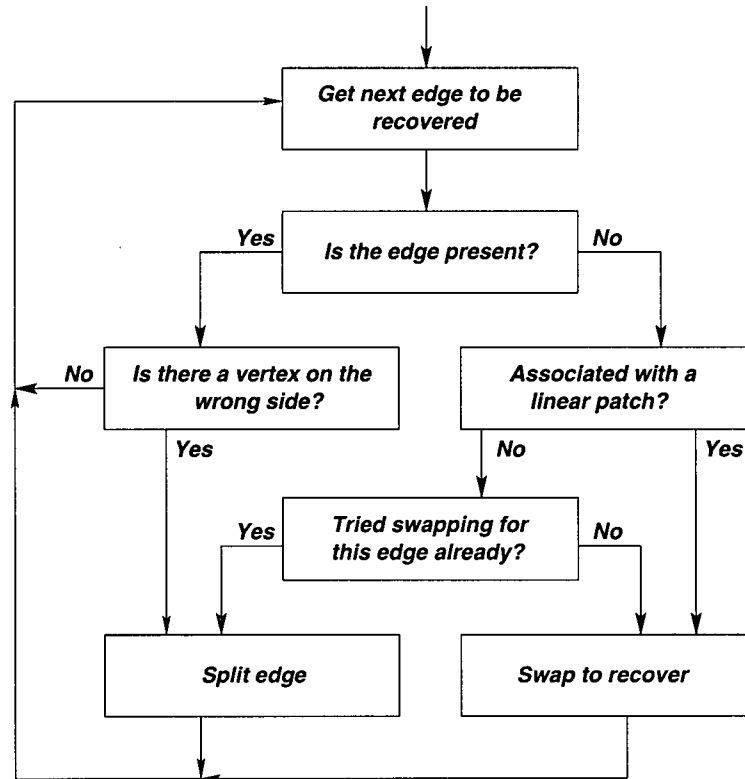 Get next edge to be
recovered
Yes
Is the edge present?
No
No
Is there a vertex on the
wrong side?
Associated with a
linear patch?
Yes
No
Yes
Yes
Tried swapping for
this edge already?
No
Split edge
Swap to recover